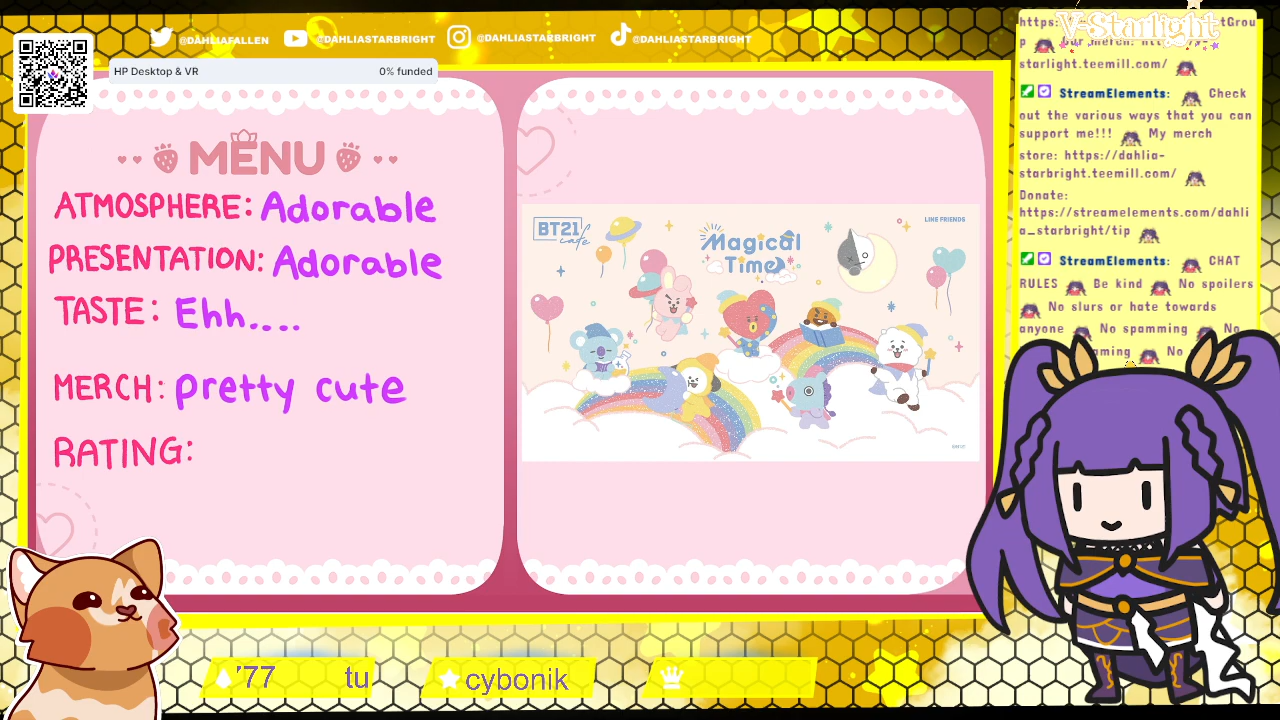 @DAHLIAFALLEN @DAHLIASTARBRIGHT @DAHLIASTARBRIGHT @DAHLIASTARBRIGHT
HP Desktop & VR 0% funded
MENU
ATMOSPHERE: Adorable
PRESENTATION: Adorable
TASTE: Ehh....
MERCH: pretty cute
RATING:
BT21
cafe
Magical
Time
LINE FRIENDS
V-Starlight
https:
starlight.teemill.com/
StreamElements: Check
out the various ways that you can
support me!!! My merch
store: https://dahlia-
starbright.teemill.com/
Donate:
https://streamelements.com/dahli
a_starbright/tip
StreamElements: CHAT
RULES Be kind No spoilers
No slurs or hate towards
anyone No spamming No
No
'77 tu
cybonik